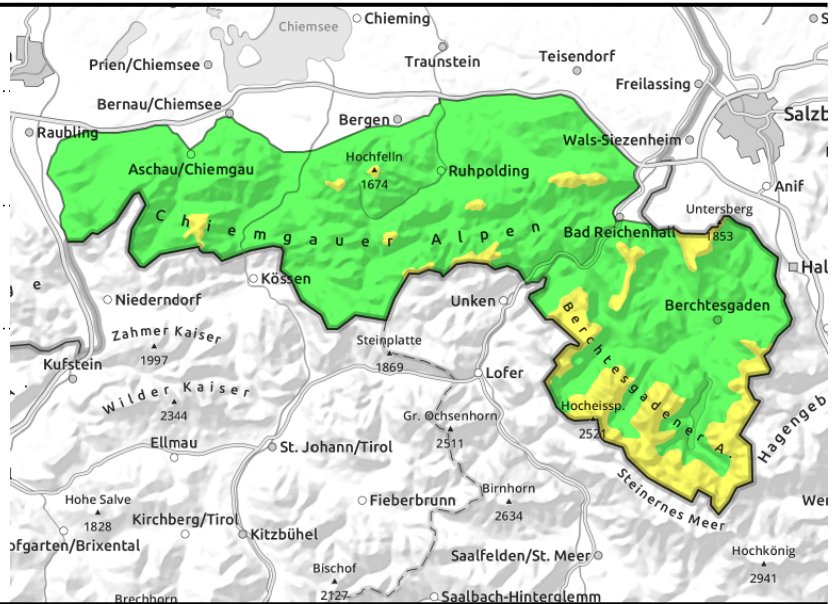 Chiemsee
Chieming
S
Prien/Chiemsee
Traunstein
Teisendorf
Freilassing
Bernau/Chiemsee
Bergen
Salzb
Raubling
Wals-Siezenheim
Hochfelln
1674
Aschau/Chiemgau
Ruhpolding
Anif
Untersberg
1853
Chiemgauer Alpen
Bad Reichenhall
Hal
g e
Kössen
Niederndorf
Unken
Berchtesgaden
Zahmer Kaiser
1997
Steinplatte
1869
Kufstein
Lofer
Berchtesgadener A.
Wilder Kaiser
2344
Hocheissp.
2521
Gr. Ochsenhorn
2511
Hagengeb
Ellmau
St. Johann/Tirol
Steinernes Meer
Hohe Salve
1828
Fieberbrunn
Birnhorn
2634
Wer
Kirchberg/Tirol
Kitzbühel
ofgarten/Brixental
Saalfelden/St. Meer
Hochkönig
2941
Bischof
2127
Brechhorn
Saalbach-Hinterglemm